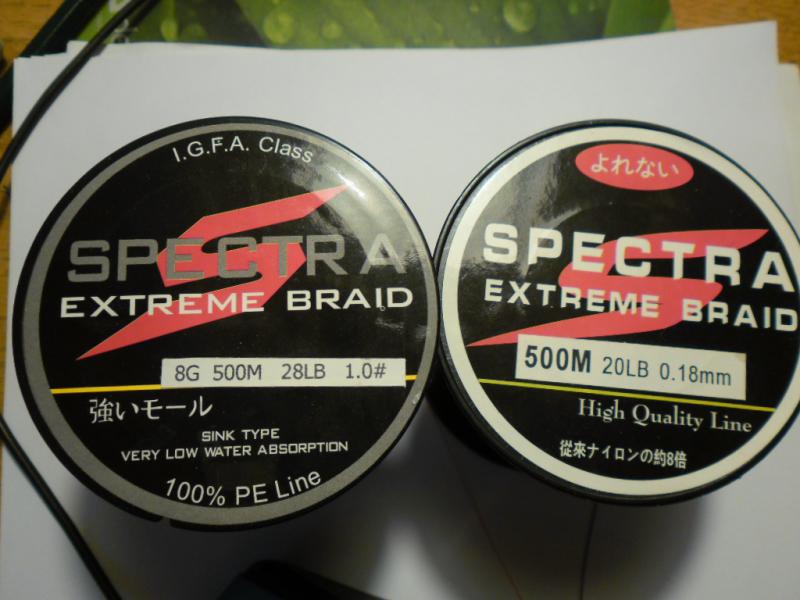 I.G.F.A. Class
SPECTRA
EXTREME BRAID
8G 500M 28LB 1.0#
強いモール
SINK TYPE
VERY LOW WATER ABSORPTION
100% PE Line
よれない
SPECTRA
EXTREME BRAID
500M 20LB 0.18mm
High Quality Line
從來ナイロンの約8倍